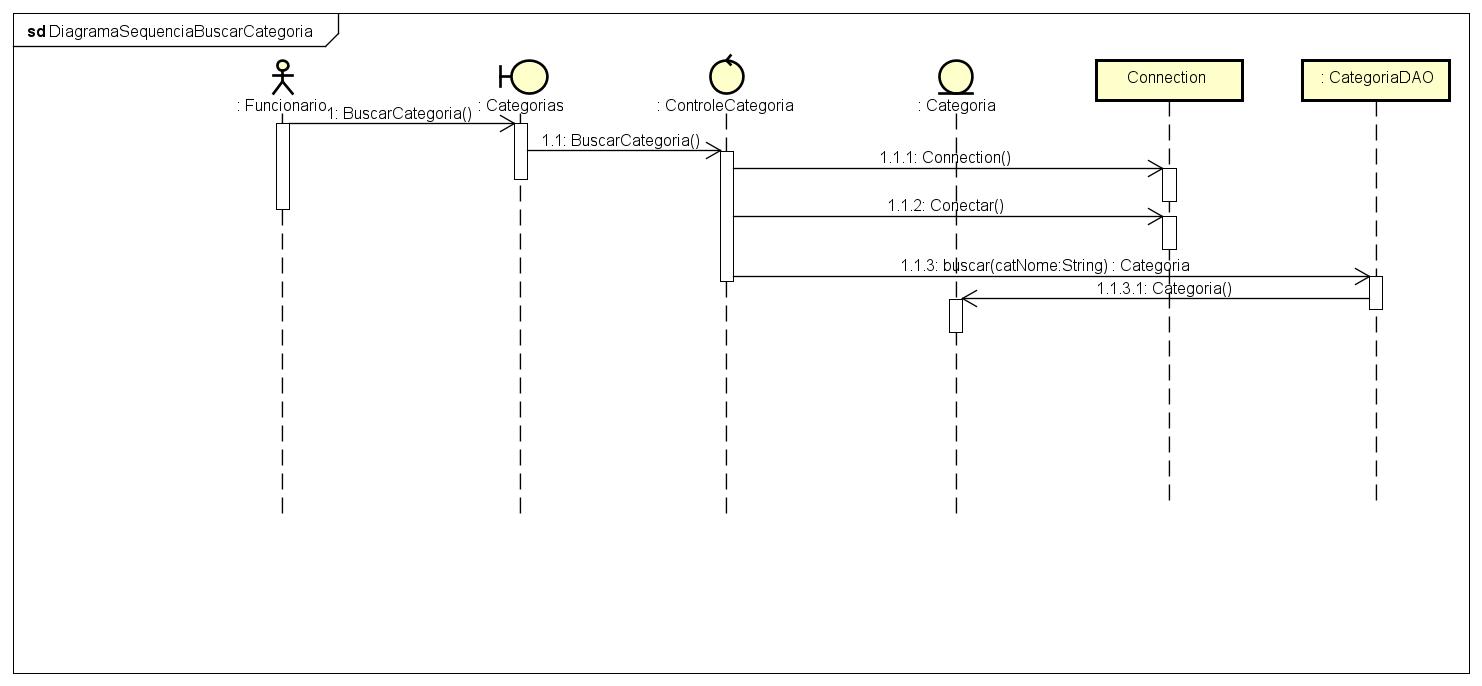 sd DiagramaSequenciaBuscarCategoria
Connection
: CategoriaDAO
: Funcionario
: Categorias
: ControleCategoria
: Categoria
1: BuscarCategoria()
1.1: BuscarCategoria()
1.1.1: Connection()
1.1.2: Conectar()
1.1.3: buscar(catNome:String) : Categoria
1.1.3.1: Categoria()